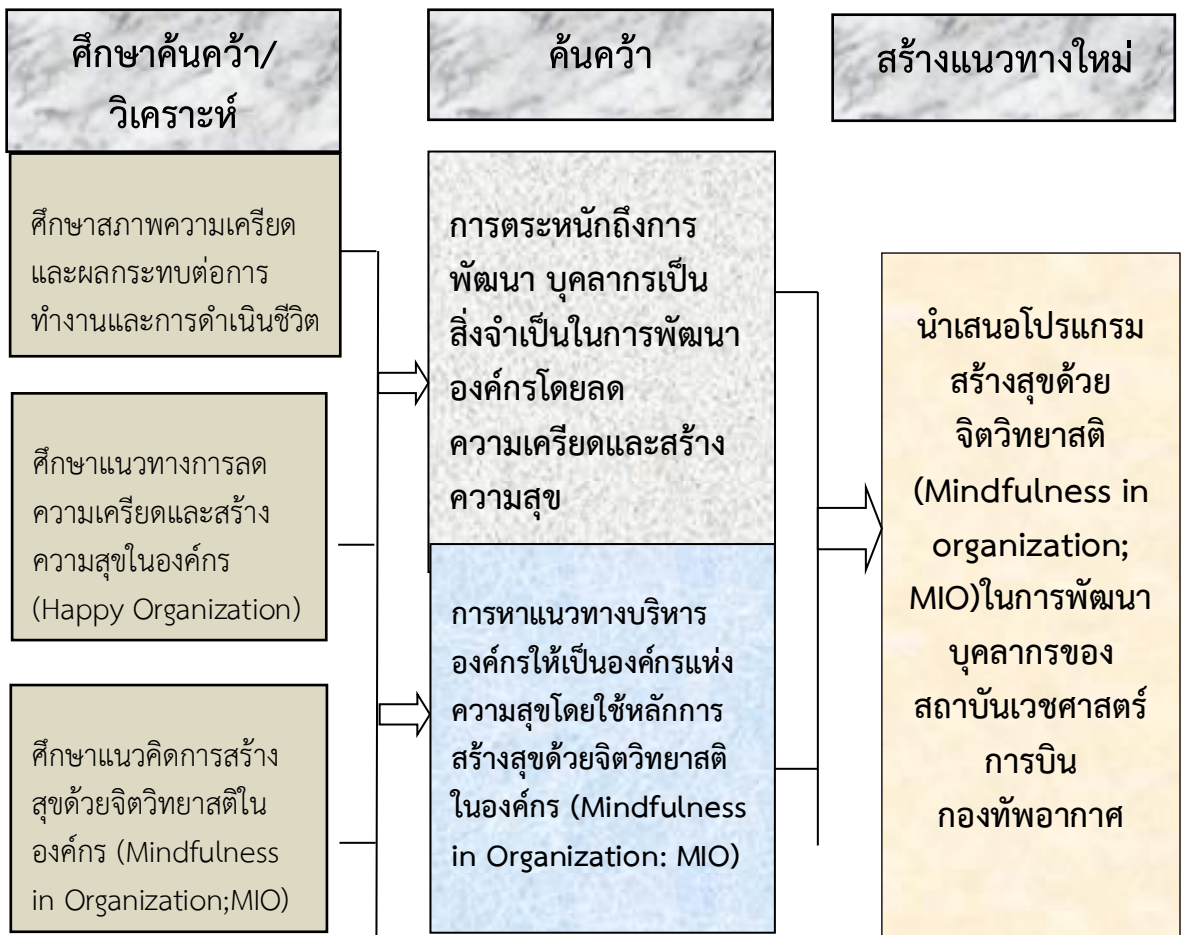 ศึกษาค้นคว้า/
วิเคราะห์
ศึกษาสภาพความเครียด
และผลกระทบต่อการ
ทำงานและการดำเนินชีวิต
ศึกษาแนวทางการลด
ความเครียดและสร้าง
ความสุขในองค์กร
(Happy Organization)
ศึกษาแนวคิดการสร้าง
สุขด้วยจิตวิทยาสติใน
องค์กร (Mindfulness
in Organization;MIO)
ค้นคว้า
การตระหนักถึงการ
พัฒนา บุคลากรเป็น
สิ่งจำเป็นในการพัฒนา
องค์กรโดยลด
ความเครียดและสร้าง
ความสุข
การหาแนวทางบริหาร
องค์กรให้เป็นองค์กรแห่ง
ความสุขโดยใช้หลักการ
สร้างสุขด้วยจิตวิทยาสติ
ในองค์กร (Mindfulness
in Organization: MIO)
สร้างแนวทางใหม่
นำเสนอโปรแกรม
สร้างสุขด้วย
จิตวิทยาสติ
(Mindfulness in
organization;
MIO)ในการพัฒนา
บุคลากรของ
สถาบันเวชศาสตร์
การบิน
กองทัพอากาศ